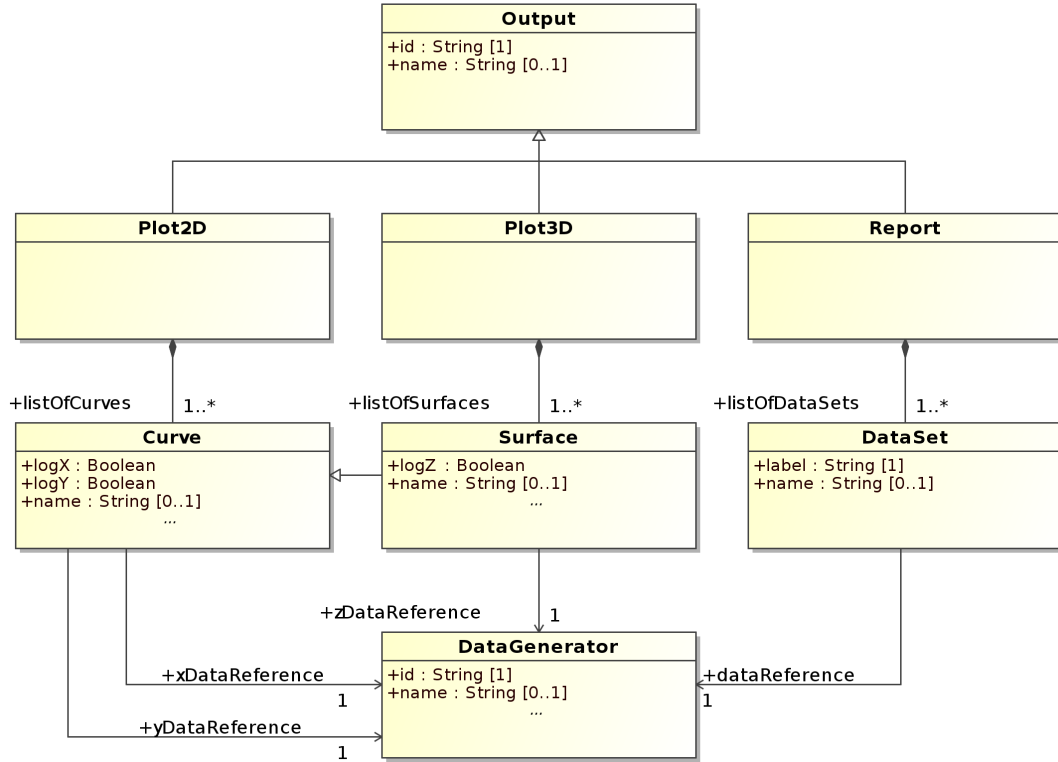 Output
+id : String [1]
+name : String [0..1]
Plot2D
Plot3D
Report
+listOfCurves
1..*
+listOfSurfaces
1..*
+listOfDataSets
1..*
Curve
+logX : Boolean
+logY : Boolean
+name : String [0..1]
...
Surface
+logZ : Boolean
+name : String [0..1]
...
DataSet
+label : String [1]
+name : String [0..1]
+zDataReference
1
+xDataReference
1
+yDataReference
1
DataGenerator
+id : String [1]
+name : String [0..1]
...
+dataReference
1